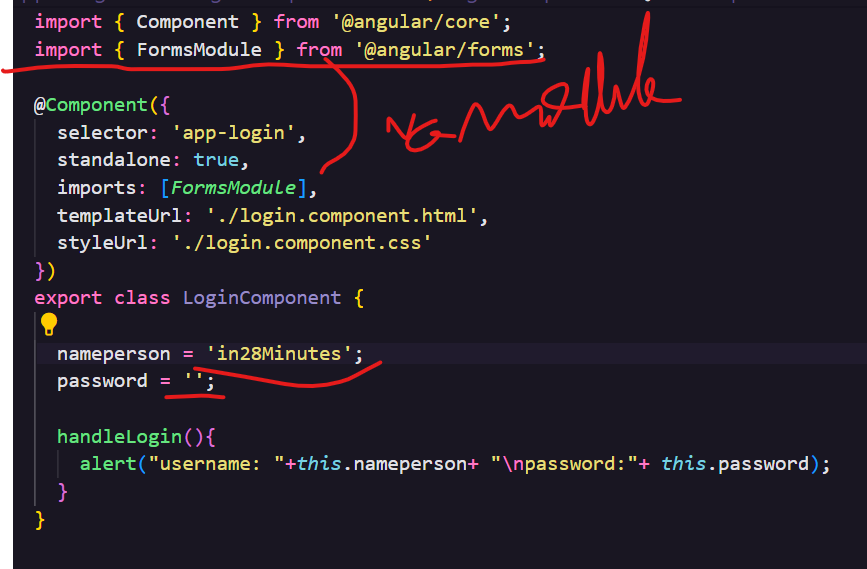 import { Component } from '@angular/core';
import { FormsModule } from '@angular/forms';
@Component({
selector: 'app-login',
standalone: true,
imports: [FormsModule],
templateUrl: './login.component.html',
styleUrl: './login.component.css'
})
export class LoginComponent {
nameperson = 'in28Minutes';
password = '';
handleLogin(){
alert("username: "+this.nameperson+ "\npassword:"+ this.password);
}
}